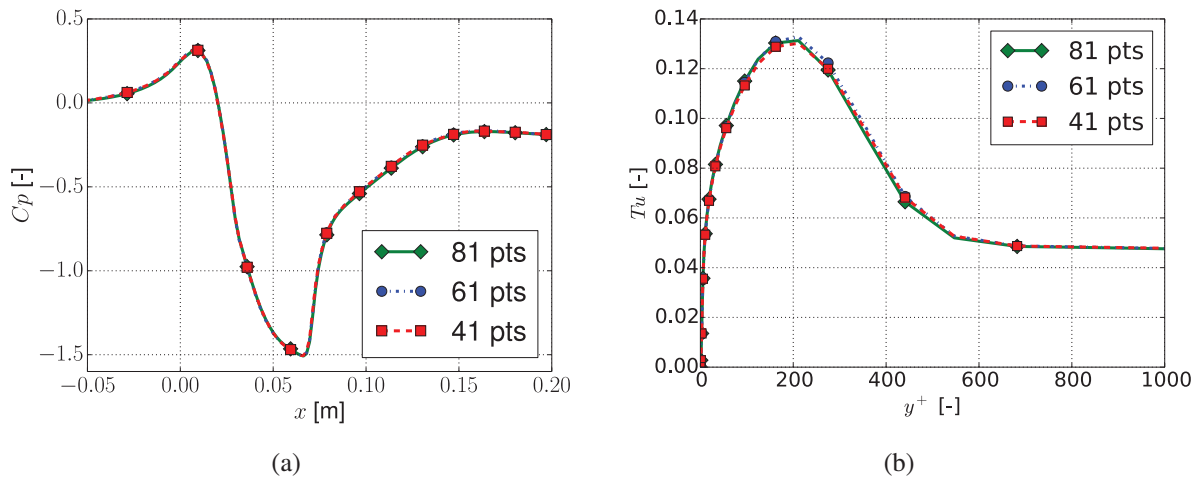 0.5
0.0
−0.5
−1.0
−1.5
−0.05
0.00
0.05
0.10
0.15
0.20
Cp [-]
x [m]
81 pts
61 pts
41 pts
(a)
0.14
0.12
0.10
0.08
0.06
0.04
0.02
0.00
0
200
400
600
800
1000
Tu [-]
y+ [-]
81 pts
61 pts
41 pts
(b)